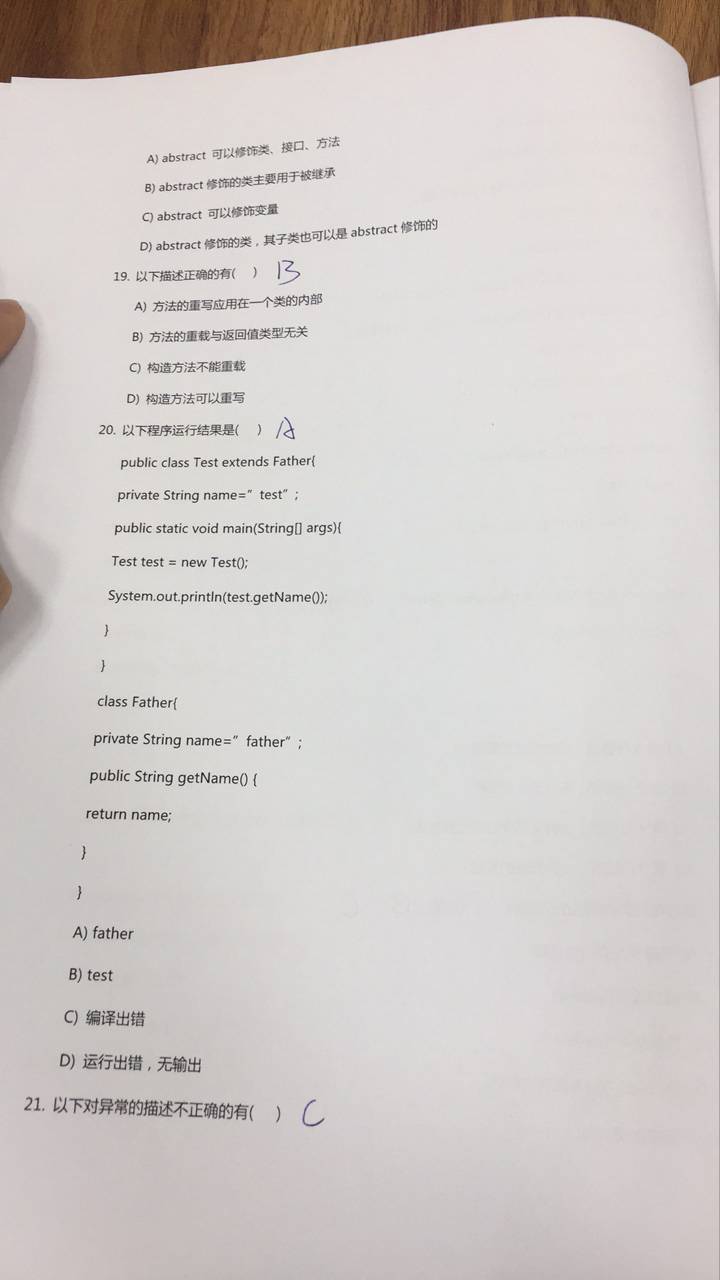 A) abstract 可以修饰类、接口、方法
B) abstract 修饰的类主要用于被继承
C) abstract 可以修饰变量
D) abstract 修饰的类，其子类也可以是 abstract 修饰的
19. 以下描述正确的有( ) B
A) 方法的重写应用在一个类的内部
B) 方法的重载与返回值类型无关
C) 构造方法不能重载
D) 构造方法可以重写
20. 以下程序运行结果是( ) A
public class Test extends Father{
private String name=”test”;
public static void main(String[] args){
Test test = new Test();
System.out.println(test.getName());
}
}
class Father{
private String name=”father“;
public String getName() {
return name;
}
}
A) father
B) test
C) 编译出错
D) 运行出错，无输出
21. 以下对异常的描述不正确的有( ) C